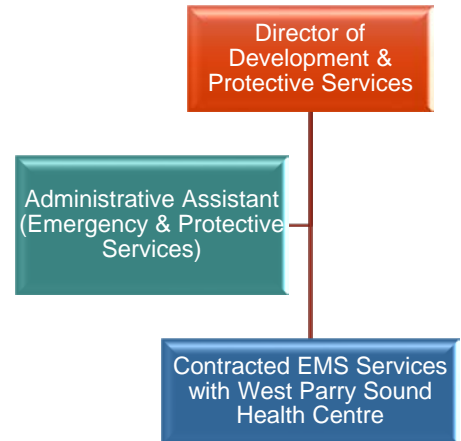 Director of
Development &
Protective Services
Administrative Assistant
(Emergency & Protective
Services)
Contracted EMS Services
with West Parry Sound
Health Centre